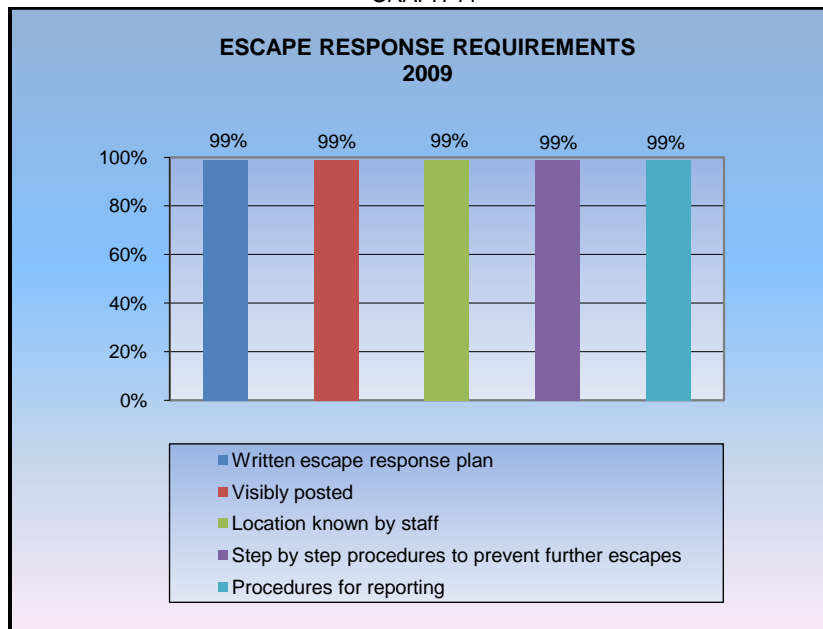 ESCAPE RESPONSE REQUIREMENTS
2009
99% 99% 99% 99% 99%
100%
80%
60%
40%
20%
0%
Written escape response plan
Visibly posted
Location known by staff
Step by step procedures to prevent further escapes
Procedures for reporting